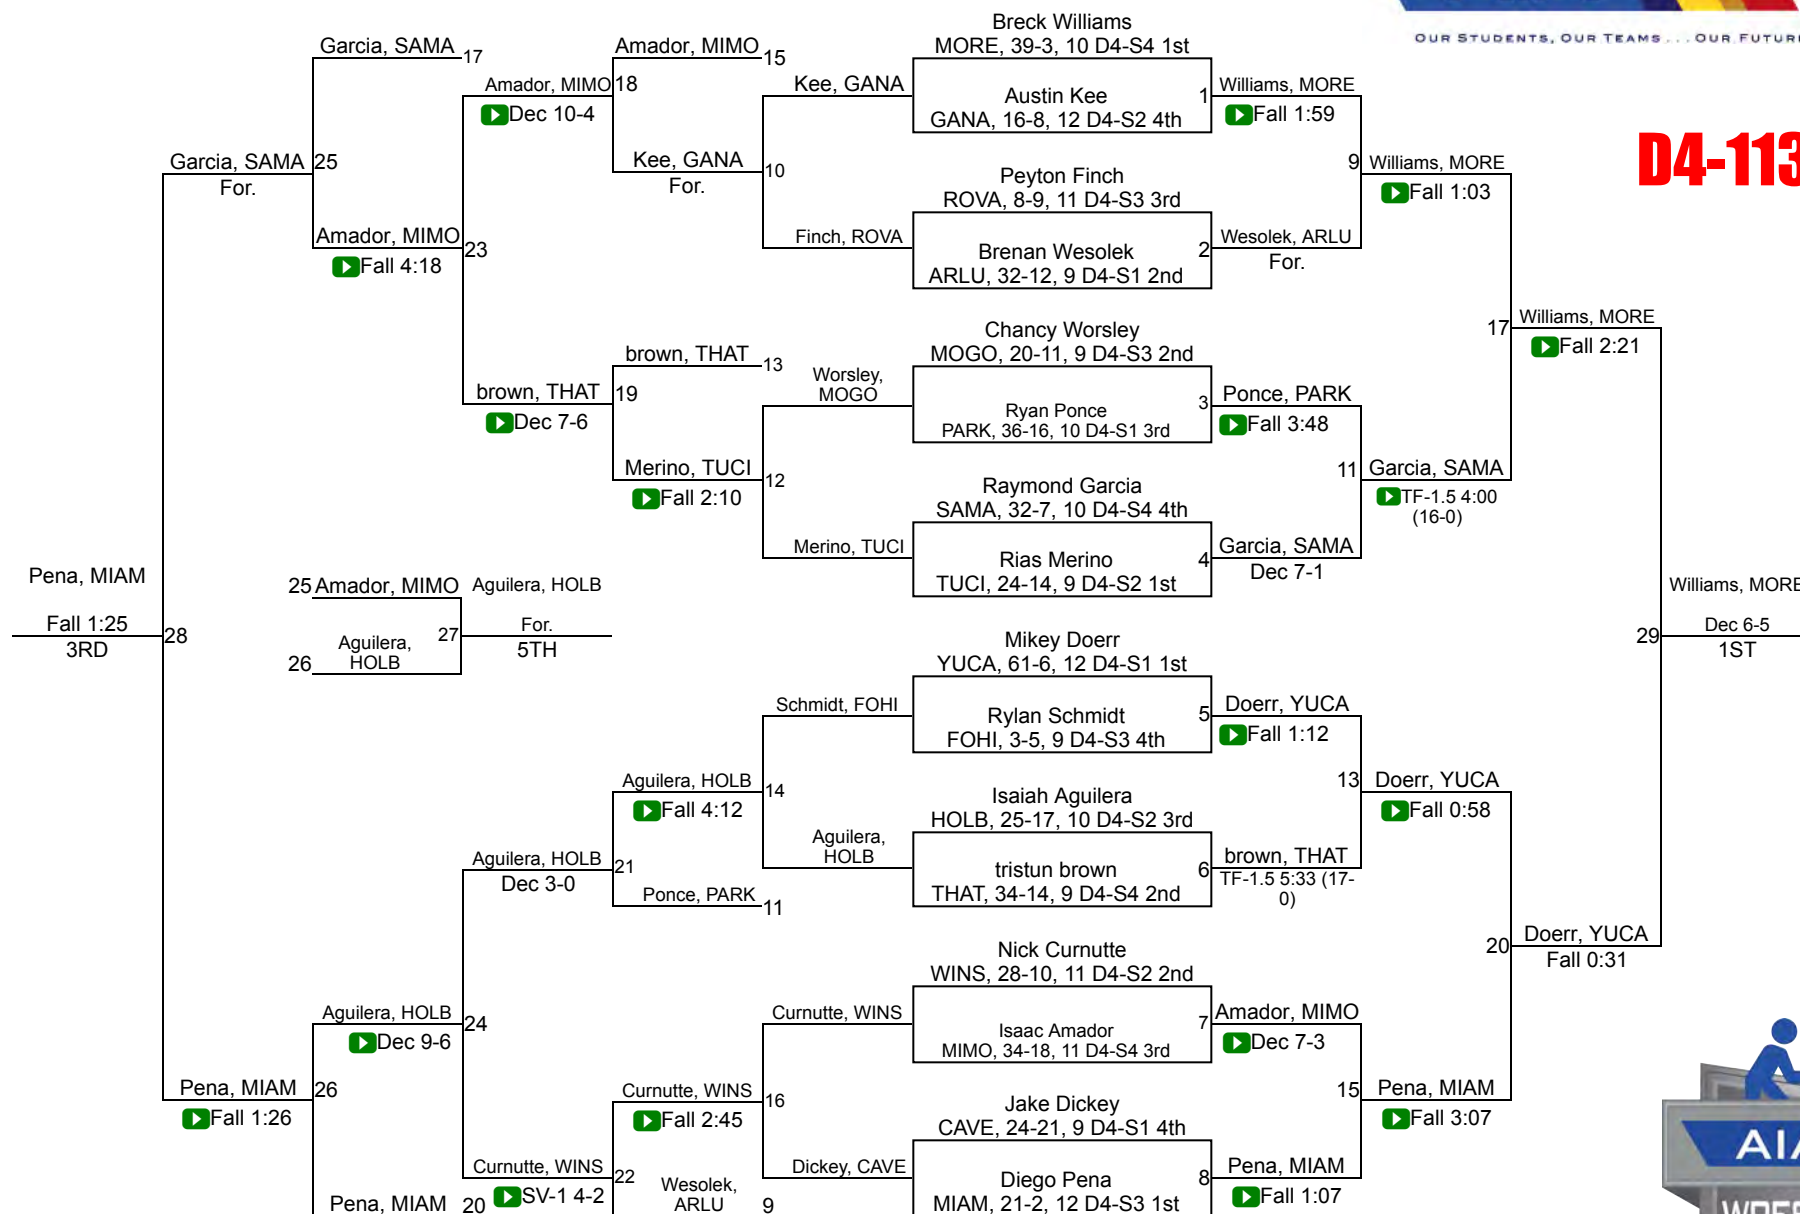 OUR STUDENTS, OUR TEAMS . . . OUR FUTURE
D4-113
Garcia, SAMA
17
Amador, MIMO
18
Dec 10-4
Amador, MIMO
15
Kee, GANA
For.
10
Kee, GANA
Finch, ROVA
Garcia, SAMA
25
For.
Amador, MIMO
23
Fall 4:18
brown, THAT
19
Dec 7-6
brown, THAT
13
Merino, TUCI
12
Fall 2:10
Worsley,
MOGO
Merino, TUCI
Pena, MIAM
Fall 1:25
3RD
28
25
Amador, MIMO
26
Aguilera,
HOLB
27
Aguilera, HOLB
For.
5TH
Schmidt, FOHI
Aguilera, HOLB
14
Fall 4:12
Aguilera,
HOLB
Aguilera, HOLB
21
Dec 3-0
Ponce, PARK
11
Aguilera, HOLB
24
Dec 9-6
Pena, MIAM
26
Fall 1:26
Curnutte, WINS
Curnutte, WINS
16
Fall 2:45
Dickey, CAVE
Curnutte, WINS
22
SV-1 4-2
Wesolek,
ARLU
9
Pena, MIAM
20
Breck Williams
MORE, 39-3, 10 D4-S4 1st
Austin Kee
GANA, 16-8, 12 D4-S2 4th
1
Williams, MORE
Fall 1:59
Peyton Finch
ROVA, 8-9, 11 D4-S3 3rd
Brenan Wesolek
ARLU, 32-12, 9 D4-S1 2nd
2
Wesolek, ARLU
For.
9
Williams, MORE
Fall 1:03
Chancy Worsley
MOGO, 20-11, 9 D4-S3 2nd
Ryan Ponce
PARK, 36-16, 10 D4-S1 3rd
3
Ponce, PARK
Fall 3:48
Raymond Garcia
SAMA, 32-7, 10 D4-S4 4th
Rias Merino
TUCI, 24-14, 9 D4-S2 1st
4
Garcia, SAMA
Dec 7-1
11
Garcia, SAMA
TF-1.5 4:00
(16-0)
17
Williams, MORE
Fall 2:21
Mikey Doerr
YUCA, 61-6, 12 D4-S1 1st
Rylan Schmidt
FOHI, 3-5, 9 D4-S3 4th
5
Doerr, YUCA
Fall 1:12
Isaiah Aguilera
HOLB, 25-17, 10 D4-S2 3rd
tristun brown
THAT, 34-14, 9 D4-S4 2nd
6
brown, THAT
TF-1.5 5:33 (17-
0)
13
Doerr, YUCA
Fall 0:58
Nick Curnutte
WINS, 28-10, 11 D4-S2 2nd
Isaac Amador
MIMO, 34-18, 11 D4-S4 3rd
7
Amador, MIMO
Dec 7-3
Jake Dickey
CAVE, 24-21, 9 D4-S1 4th
Diego Pena
MIAM, 21-2, 12 D4-S3 1st
8
Pena, MIAM
Fall 1:07
15
Pena, MIAM
Fall 3:07
20
Doerr, YUCA
Fall 0:31
29
Williams, MORE
Dec 6-5
1ST
AIA